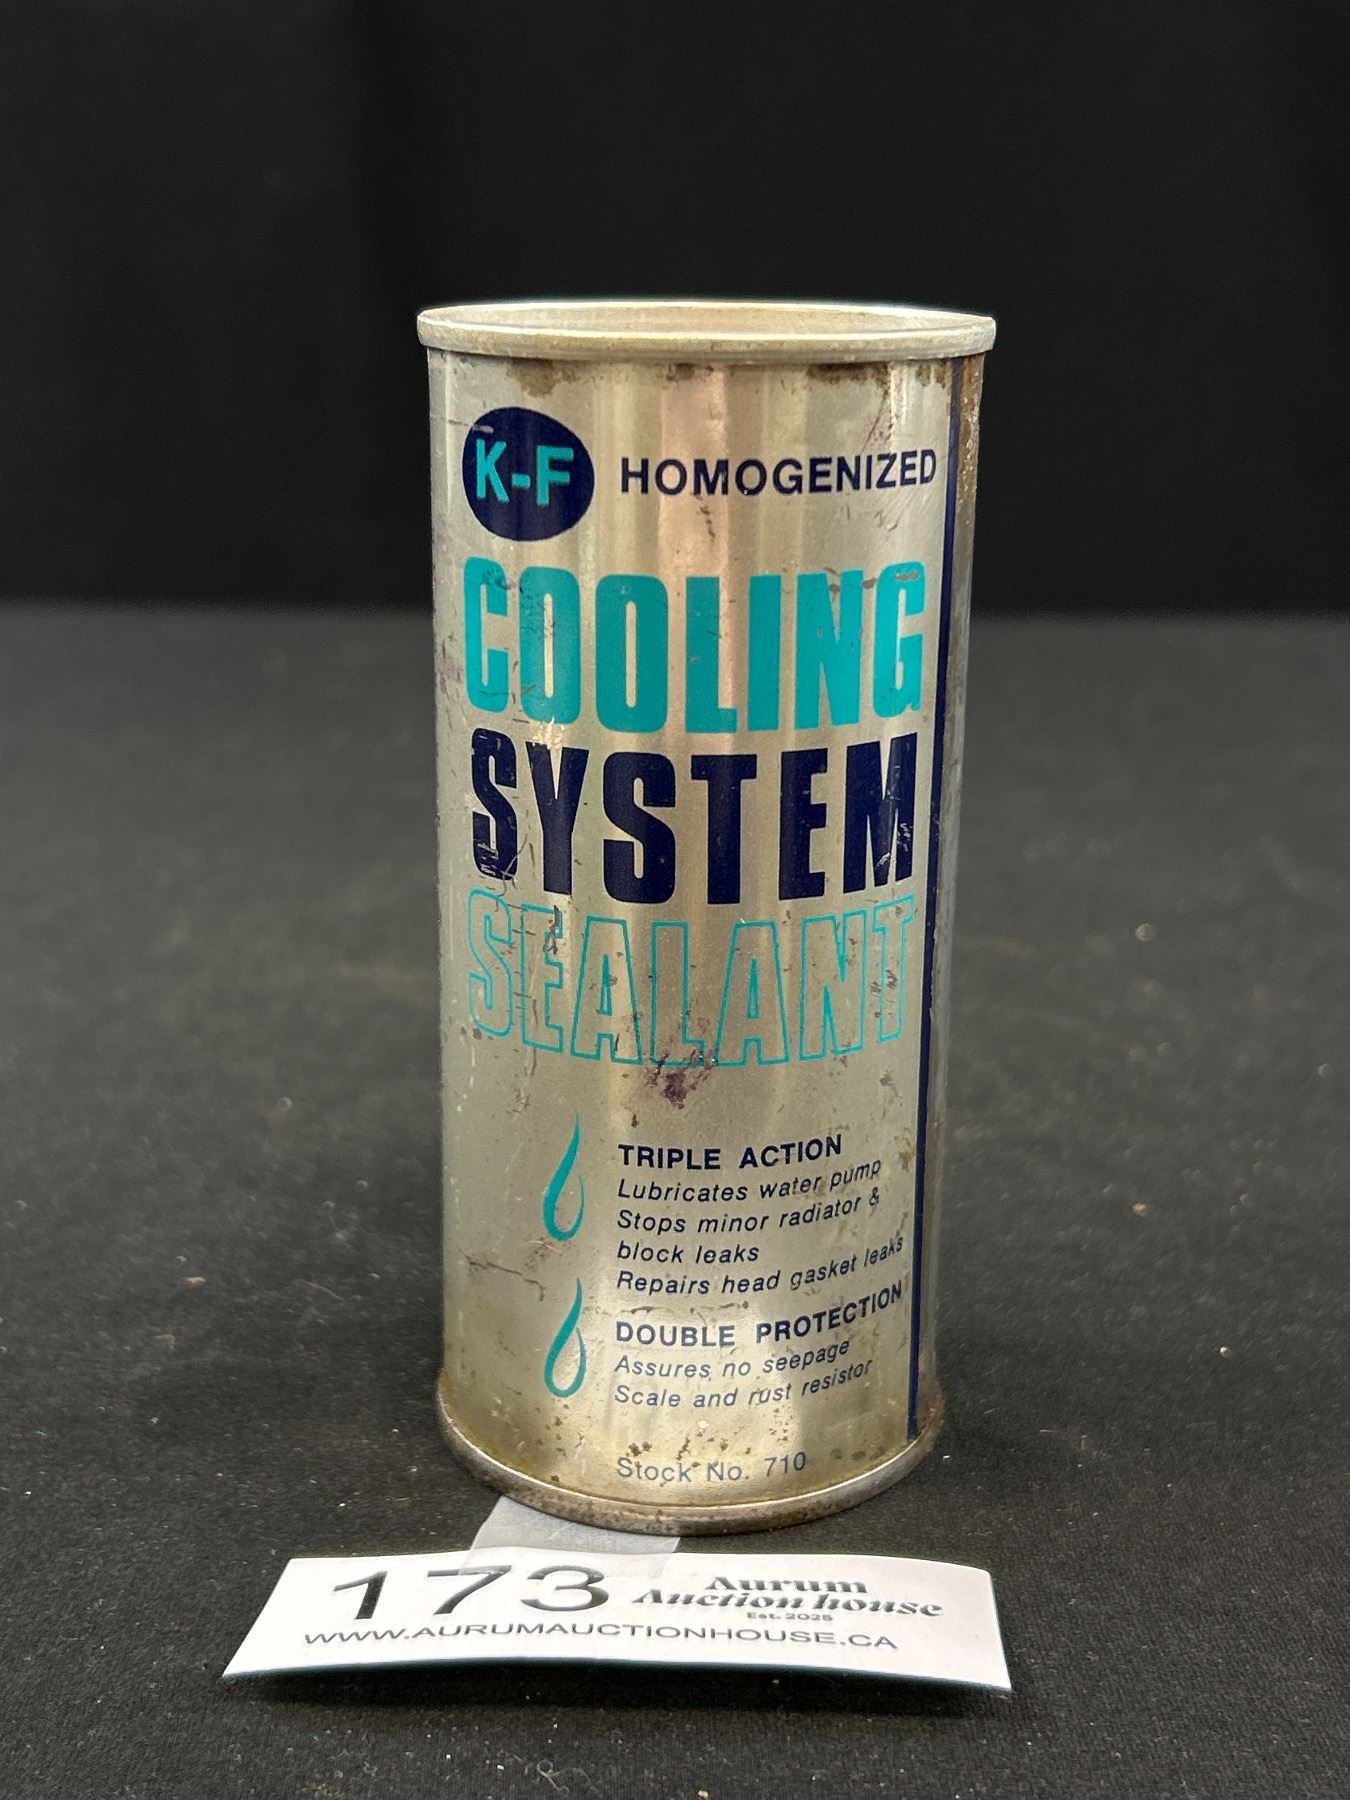 K-F HOMOGENIZED
COOLING
SYSTEM
SEALANT
TRIPLE ACTION
Lubricates water pump
Stops minor radiator &
block leaks
Repairs head gasket leaks
DOUBLE PROTECTION
Assures no seepage
Scale and rust resistor
Stock No. 710
173 Aurum
Auction house
Est. 2025
WWW.AURUMAUCTIONHOUSE.CA